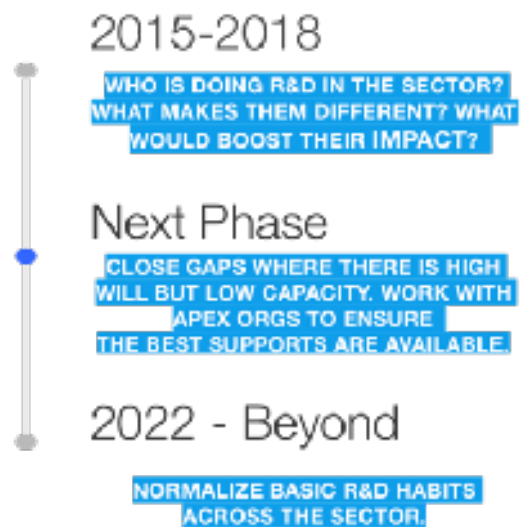 2015-2018
WHO IS DOING R&D IN THE SECTOR?
WHAT MAKES THEM DIFFERENT? WHAT
WOULD BOOST THEIR IMPACT?
Next Phase
CLOSE GAPS WHERE THERE IS HIGH
WILL BUT LOW CAPACITY. WORK WITH
APEX ORGS TO ENSURE
THE BEST SUPPORTS ARE AVAILABLE.
2022 - Beyond
NORMALIZE BASIC R&D HABITS
ACROSS THE SECTOR.